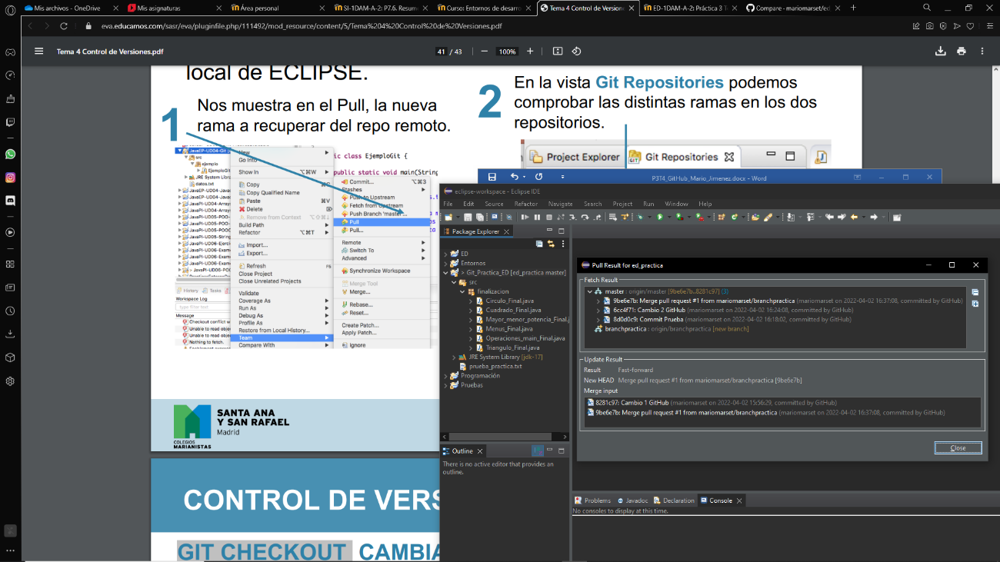 Mis archivos - OneDrive
Mis asignaturas
Área personal
SI-1DAM-A-2: P7.6. Resum
Curso: Entornos de desarro
Tema 4 Control de Version
ED-1DAM-A-2: Práctica 3 T
Compare - mariomarset/ed
eva.educamos.com/sasr/eva/pluginfile.php/111492/mod_resource/content/5/Tema%204%20Control%20de%20Versiones.pdf
Tema 4 Control de Versiones.pdf
41 / 43
100%
local de ECLIPSE.
1
Nos muestra en el Pull, la nueva
rama a recuperar del repo remoto.
2
En la vista Git Repositories podemos
comprobar las distintas ramas en los dos
repositorios.
Project Explorer
Git Repositories
JavaEP-UD04-Git
src
ejemplo
EjemploGit
JRE System Libr
datos.txt
New
Go Into
Show In
Copy
Copy Qualified Name
Paste
Delete
Remove from Context
Build Path
Refactor
Import...
Export...
Refresh
F5
Close Project
Close Unrelated Projects
Validate
Coverage As
Run As
Debug As
Profile As
Restore from Local History...
Team
Compare With
ic class EjemploGit {
public static void main(String
Commit...
Stashes
Push to Upstream
Fetch from Upstream
Push Branch 'master'...
Pull
Pull...
Remote
Switch To
Advanced
Synchronize Workspace
Merge Tool
Merge...
Rebase...
Reset...
Create Patch...
Apply Patch...
Ignore
History
Tasks
Workspace Log
type filter text
Message
Checkout conflict w
Unable to read objec
Unable to read objec
Nothing to fetch.
SANTA ANA
Y SAN RAFAEL
Madrid
COLEGIOS
MARIANISTAS
CONTROL DE VERS
GIT CHECKOUT CAMBIA
P3T4_GitHub_Mario_Jimenez.docx - Word
eclipse-workspace - Eclipse IDE
File Edit Source Refactor Navigate Search Project Run Window Help
Package Explorer
ED
Entornos
> Git_Practica_ED [ed_practica master]
src
finalizacion
Circulo_Final.java
Cuadrado_Final.java
Mayor_menor_potencia_Final.j
Menus_Final.java
Operaciones_main_Final.java
Triangulo_Final.java
JRE System Library [jdk-17]
prueba_practica.txt
Programación
Pruebas
Outline
There is no active editor that provides an
outline.
Pull Result for ed_practica
Fetch Result
master : origin/master [9be6e7b..8281c97] (3)
9be6e7b: Merge pull request #1 from mariomarset/branchpractica (mariomarset on 2022-04-02 16:37:08, committed by GitHub)
6cc4f71: Cambio 2 GitHub (mariomarset on 2022-04-02 16:24:08, committed by GitHub)
8d0d0c9: Commit Prueba (mariomarset on 2022-04-02 16:18:02, committed by GitHub)
branchpractica : origin/branchpractica [new branch]
Update Result
Result Fast-forward
New HEAD Merge pull request #1 from mariomarset/branchpractica [9be6e7b]
Merge input
8281c97: Cambio 1 GitHub (mariomarset on 2022-04-02 15:56:29, committed by GitHub)
9be6e7b: Merge pull request #1 from mariomarset/branchpractica (mariomarset on 2022-04-02 16:37:08, committed by GitHub)
Close
Problems
Javadoc
Declaration
Console
No consoles to display at this time.